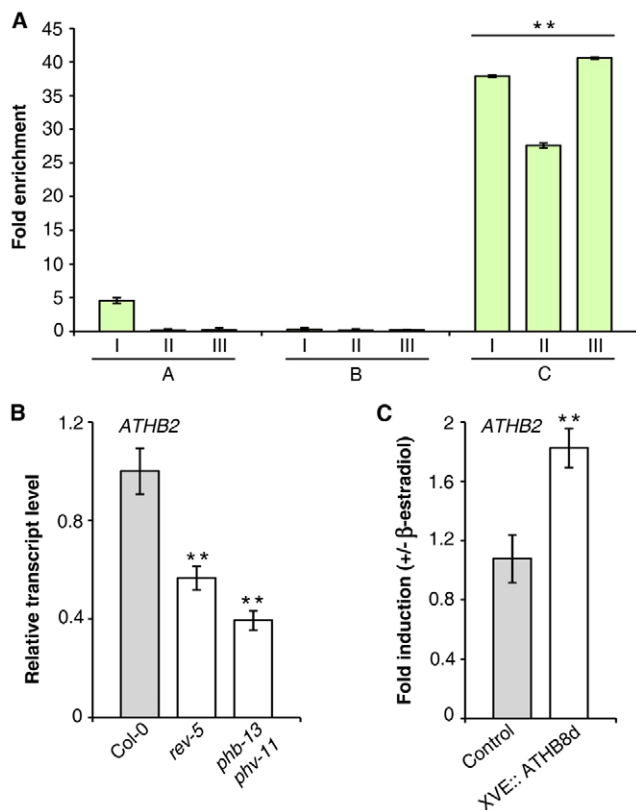 A
Fold enrichment
45
40
35
30
25
20
15
10
5
0
**
I II III I II III I II III
A B C
B
ATHB2
Relative transcript level
1.2
0.8
0.4
0
**
**
Col-0
rev-5
phb-13
phv-11
C
ATHB2
Fold induction (+/- β-estradiol)
2
1.6
1.2
0.8
0.4
0
**
Control
XVE:: ATHB8d